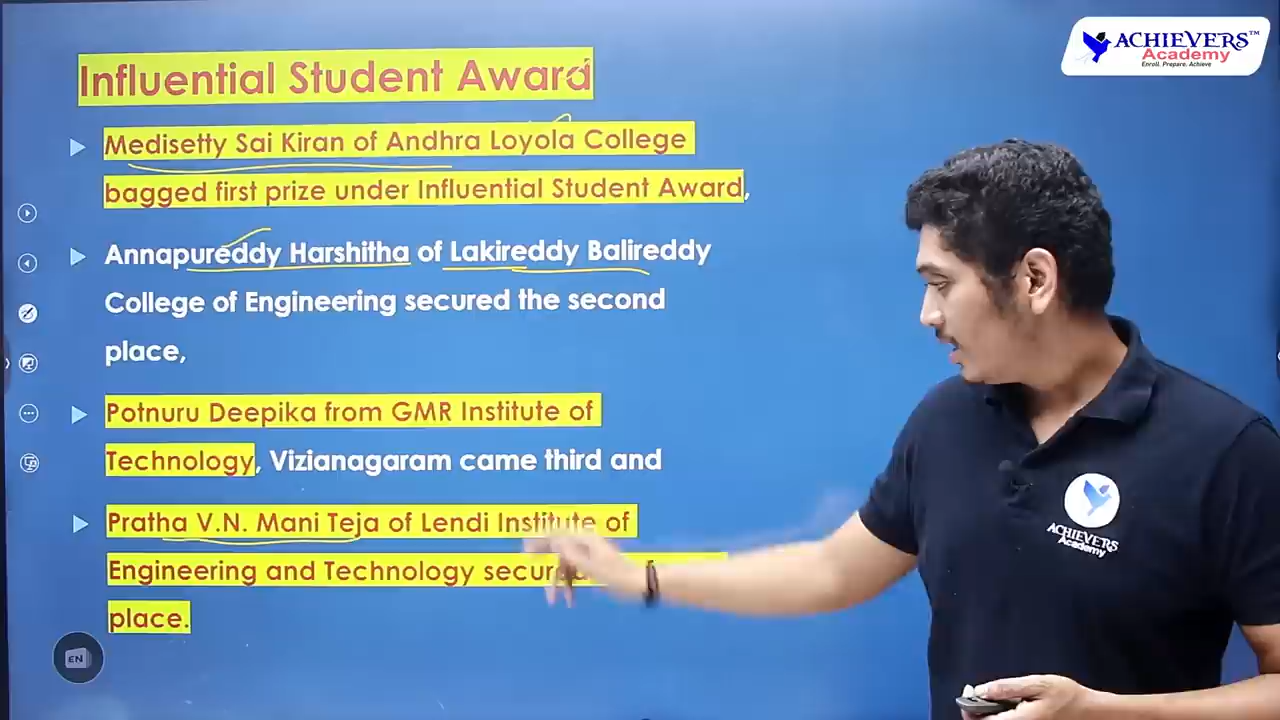 ACHIEVERS™
Academy
Enroll. Prepare. Achieve
Influential Student Award
Medisetty Sai Kiran of Andhra Loyola College
bagged first prize under Influential Student Award,
Annapureddy Harshitha of Lakireddy Balireddy
College of Engineering secured the second
place,
Potnuru Deepika from GMR Institute of
Technology, Vizianagaram came third and
Pratha V.N. Mani Teja of Lendi Institute of
Engineering and Technology
place.
EN
ACHIEVERS
Academy